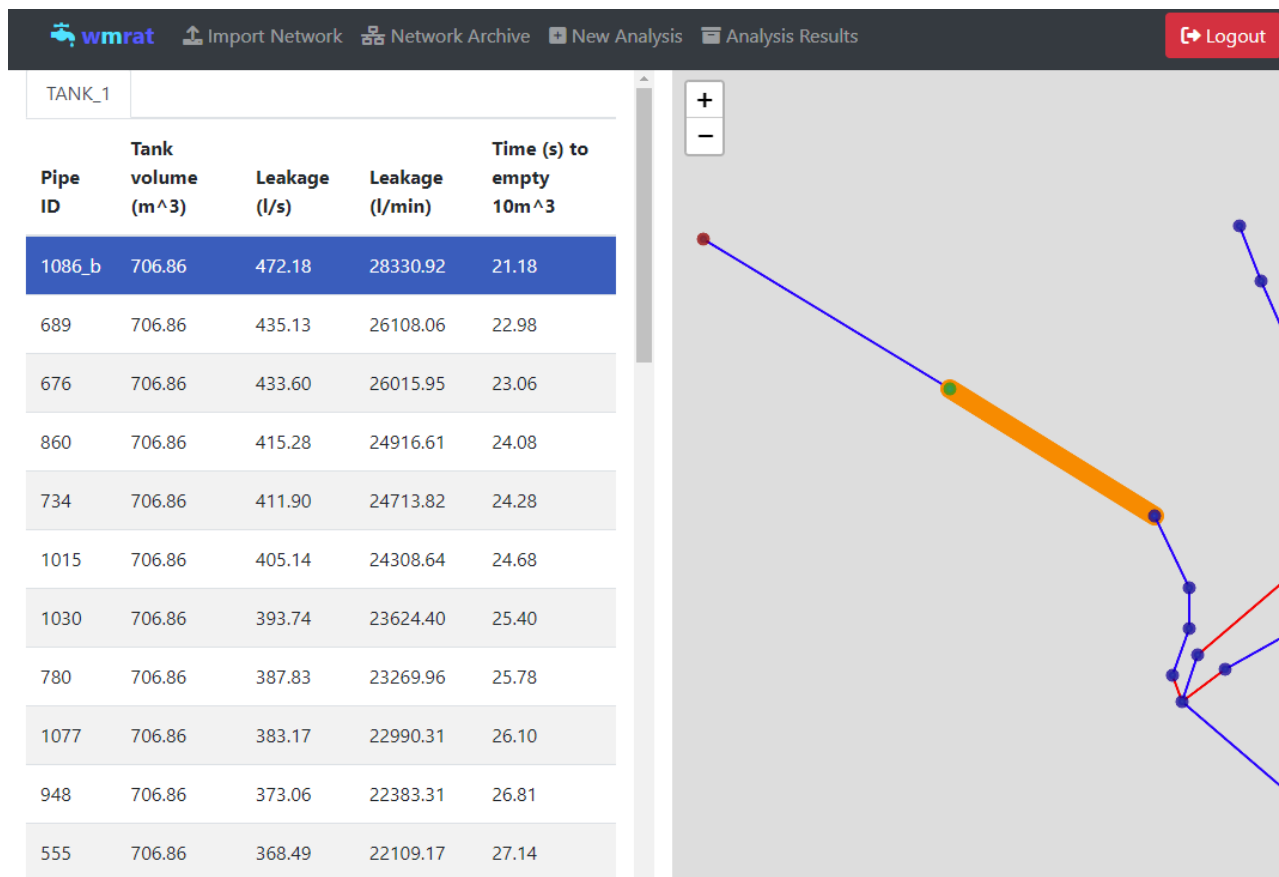 wmrat Import Network Network Archive New Analysis Analysis Results Logout
TANK_1
Pipe ID Tank volume (m^3) Leakage (l/s) Leakage (l/min) Time (s) to empty 10m^3
1086_b 706.86 472.18 28330.92 21.18
689 706.86 435.13 26108.06 22.98
676 706.86 433.60 26015.95 23.06
860 706.86 415.28 24916.61 24.08
734 706.86 411.90 24713.82 24.28
1015 706.86 405.14 24308.64 24.68
1030 706.86 393.74 23624.40 25.40
780 706.86 387.83 23269.96 25.78
1077 706.86 383.17 22990.31 26.10
948 706.86 373.06 22383.31 26.81
555 706.86 368.49 22109.17 27.14
+
−